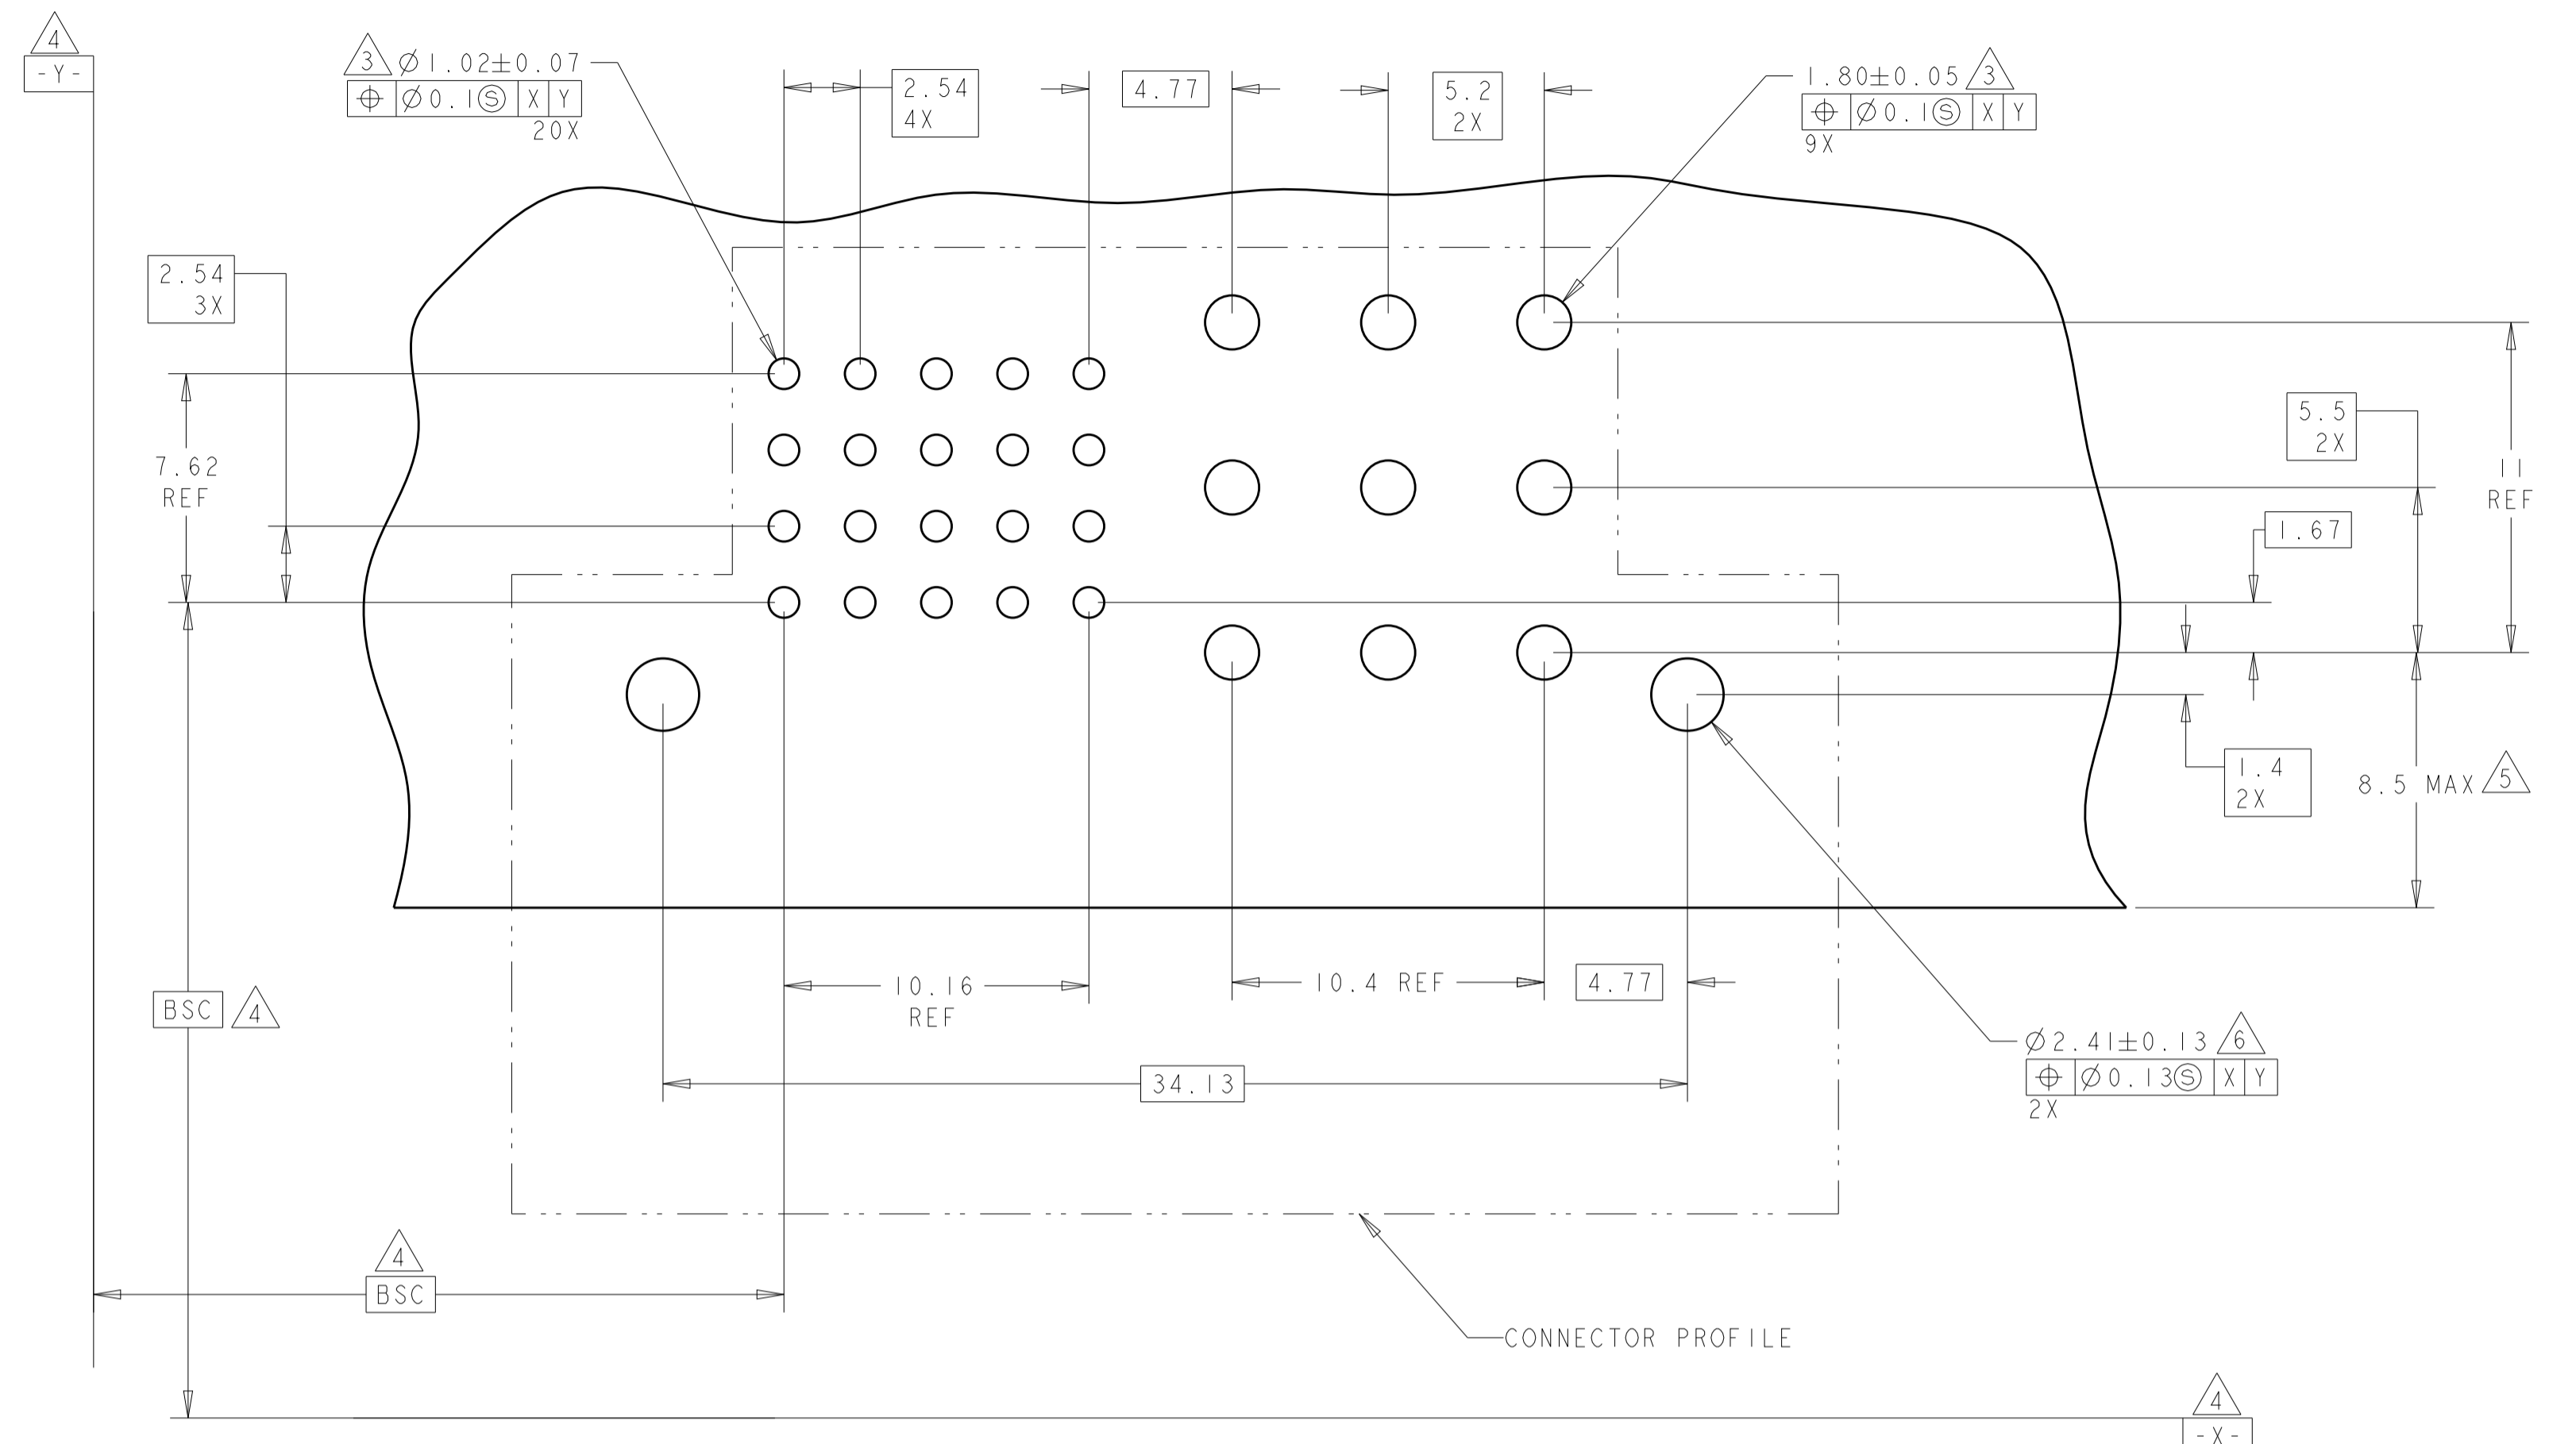 4
-Y-
3 Ø1.02±0.07
⌖ Ø0.1Ⓢ X Y
20X
2.54
4X
4.77
5.2
2X
1.80±0.05 3
⌖ Ø0.1Ⓢ X Y
9X
2.54
3X
7.62
REF
5.5
2X
11
REF
1.67
1.4
2X
8.5 MAX 5
10.16
REF
10.4 REF
4.77
BSC 4
34.13
Ø2.41±0.13 6
⌖ Ø0.13Ⓢ X Y
2X
4
BSC
CONNECTOR PROFILE
4
-X-